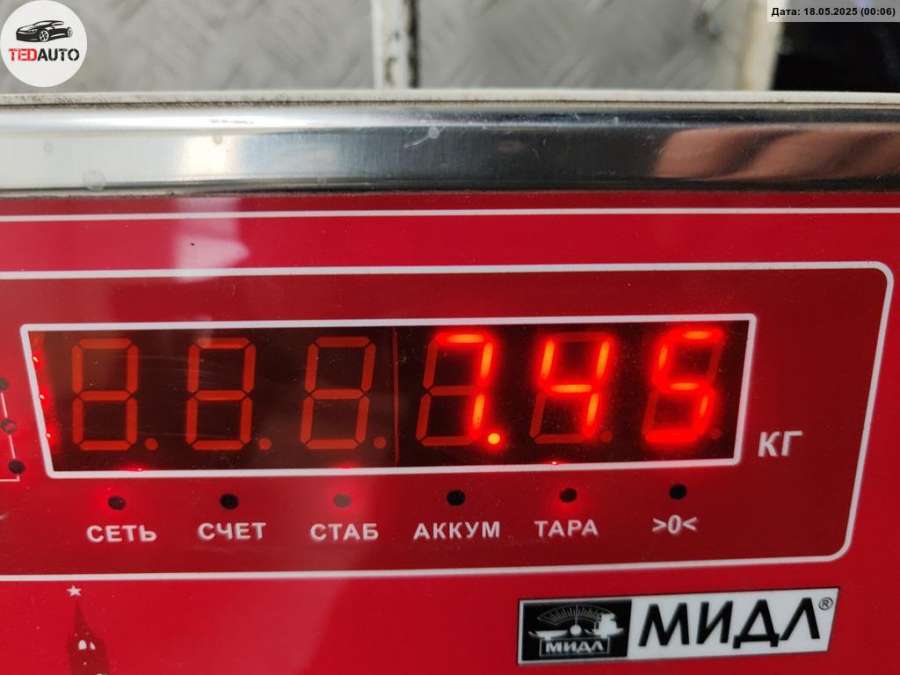 TEDAUTO
Дата: 18.05.2025 (00:06)
7.45
КГ
СЕТЬ СЧЕТ СТАБ АККУМ ТАРА >0<
МИДЛ МИДЛ®